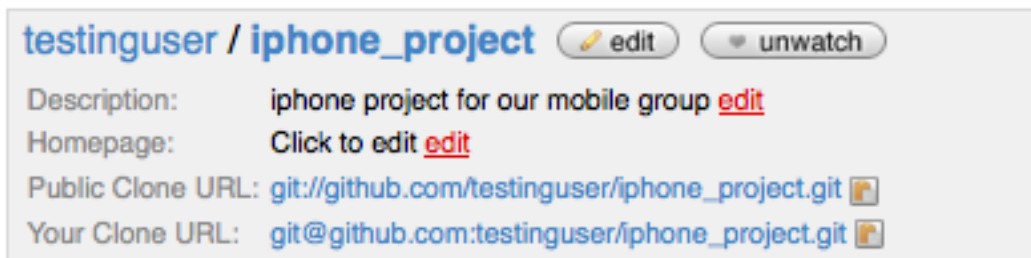 testinguser / iphone_project edit unwatch
Description: iphone project for our mobile group edit
Homepage: Click to edit edit
Public Clone URL: git://github.com/testinguser/iphone_project.git
Your Clone URL: git@github.com:testinguser/iphone_project.git